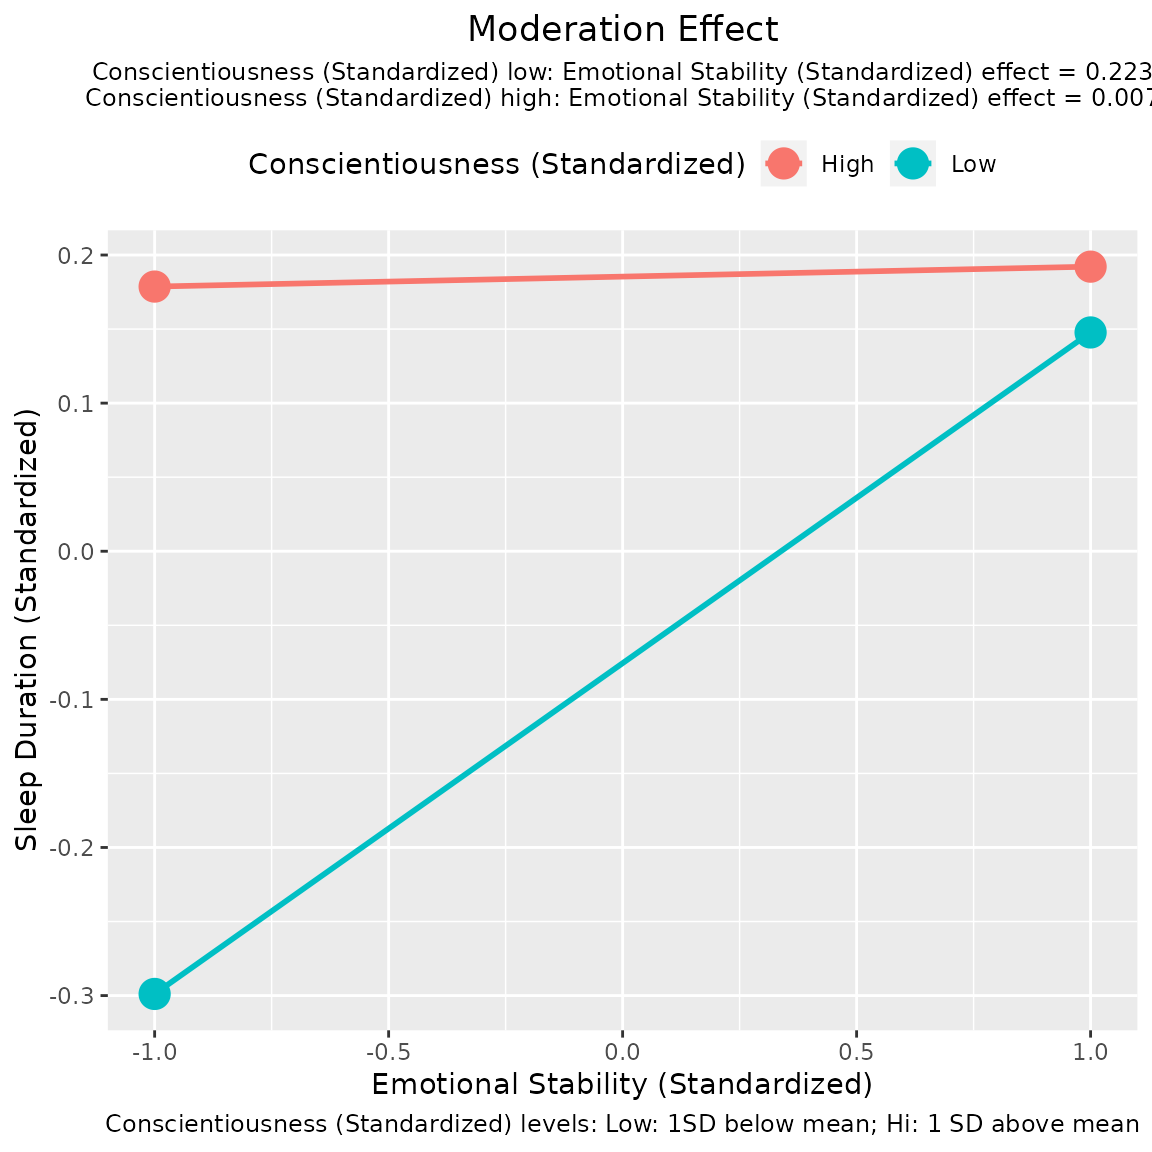 Moderation Effect
Conscientiousness (Standardized) low: Emotional Stability (Standardized) effect = 0.223
Conscientiousness (Standardized) high: Emotional Stability (Standardized) effect = 0.007
Conscientiousness (Standardized) High Low
0.2
0.1
0.0
-0.1
-0.2
-0.3
Sleep Duration (Standardized)
-1.0 -0.5 0.0 0.5 1.0
Emotional Stability (Standardized)
Conscientiousness (Standardized) levels: Low: 1SD below mean; Hi: 1 SD above mean